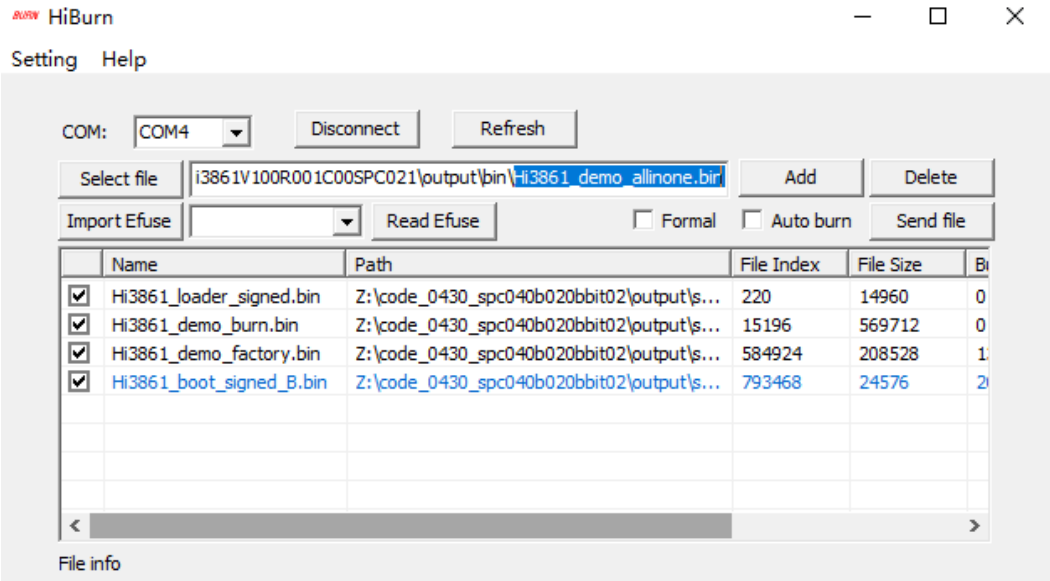 BURN HiBurn
Setting Help
COM: COM4 Disconnect Refresh
Select file i3861V100R001C00SPC021\output\bin\Hi3861_demo_allinone.bin Add Delete
Import Efuse Read Efuse Formal Auto burn Send file
Name Path File Index File Size
Hi3861_loader_signed.bin Z:\code_0430_spc040b020bbit02\output\s... 220 14960 0
Hi3861_demo_burn.bin Z:\code_0430_spc040b020bbit02\output\s... 15196 569712 0
Hi3861_demo_factory.bin Z:\code_0430_spc040b020bbit02\output\s... 584924 208528
Hi3861_boot_signed_B.bin Z:\code_0430_spc040b020bbit02\output\s... 793468 24576
File info